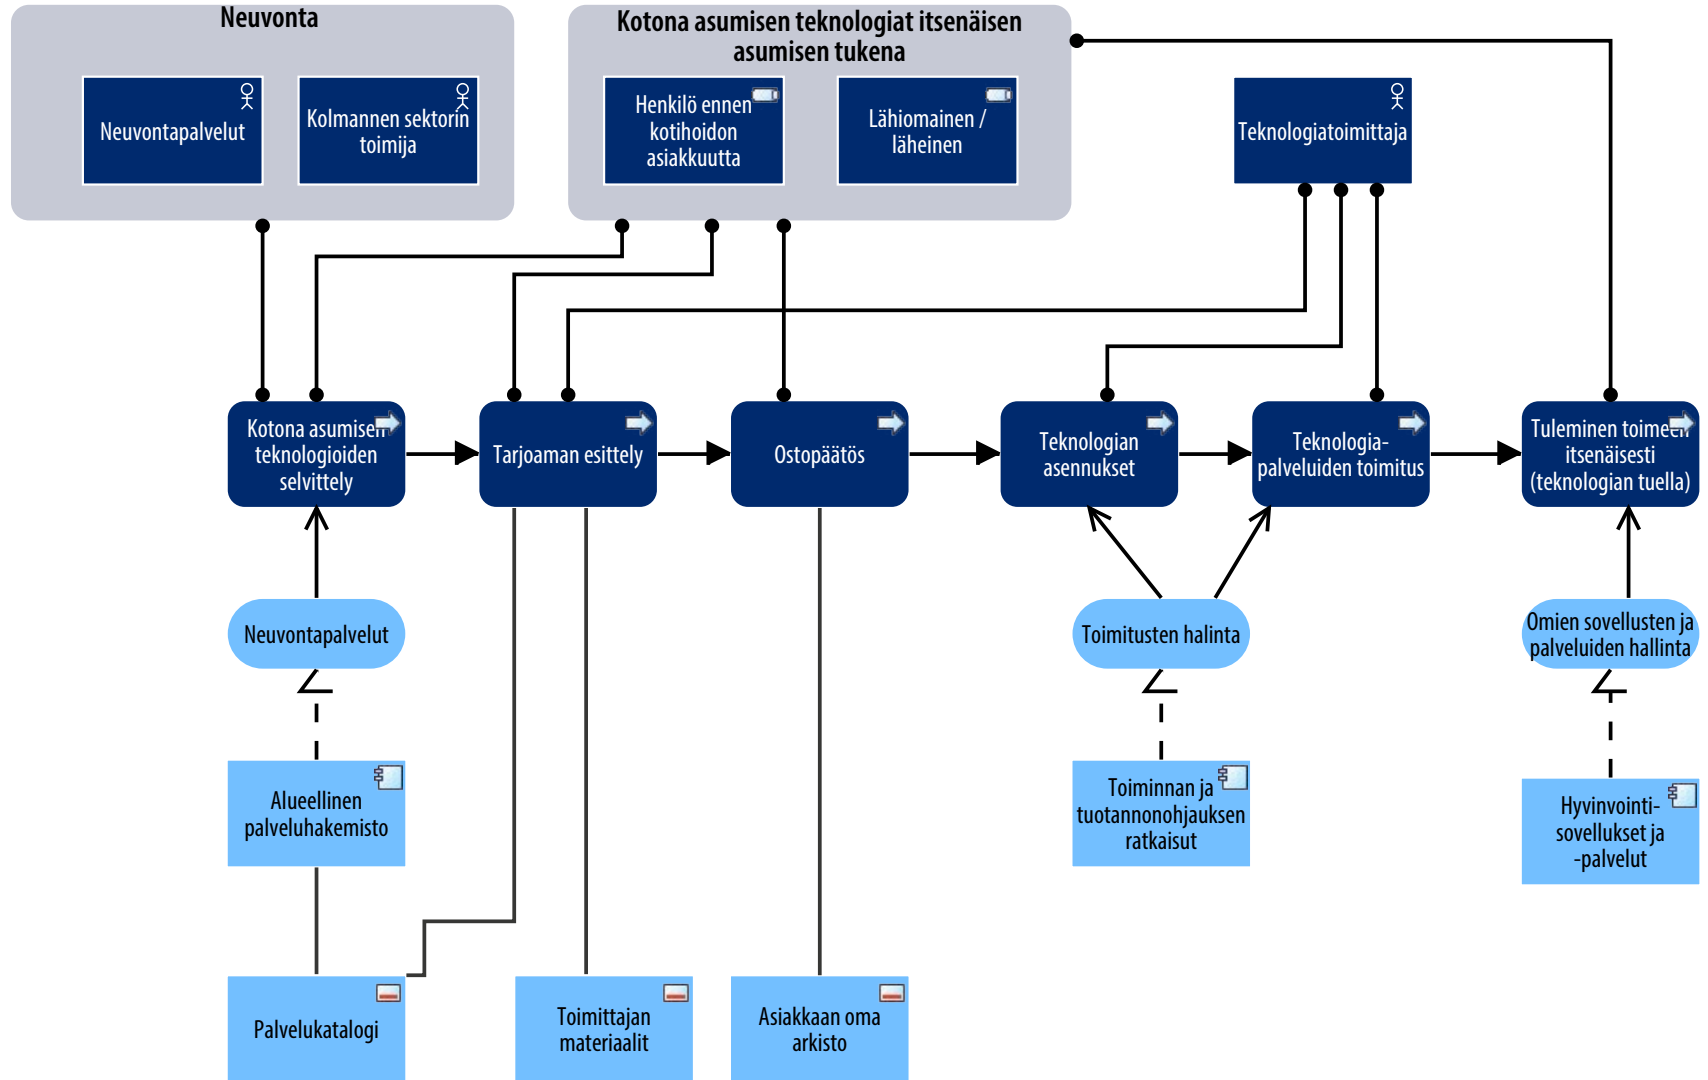 Neuvonta
Kotona asumisen teknologiat itsenäisen
asumisen tukena
Neuvontapalvelut
Kolmannen sektorin
toimija
Henkilö ennen
kotihoidon
asiakkuutta
Lähiomainen /
läheinen
Teknologiatoimittaja
Kotona asumisen
teknologioiden
selvittely
Tarjoaman esittely
Ostopäätös
Teknologian
asennukset
Teknologia-
palveluiden toimitus
Tuleminen toimeen
itsenäisesti
(teknologian tuella)
Neuvontapalvelut
Toimitusten halinta
Omien sovellusten ja
palveluiden hallinta
Alueellinen
palveluhakemisto
Toiminnan ja
tuotannonohjauksen
ratkaisut
Hyvinvointi-
sovellukset ja
-palvelut
Palvelukatalogi
Toimittajan
materiaalit
Asiakkaan oma
arkisto